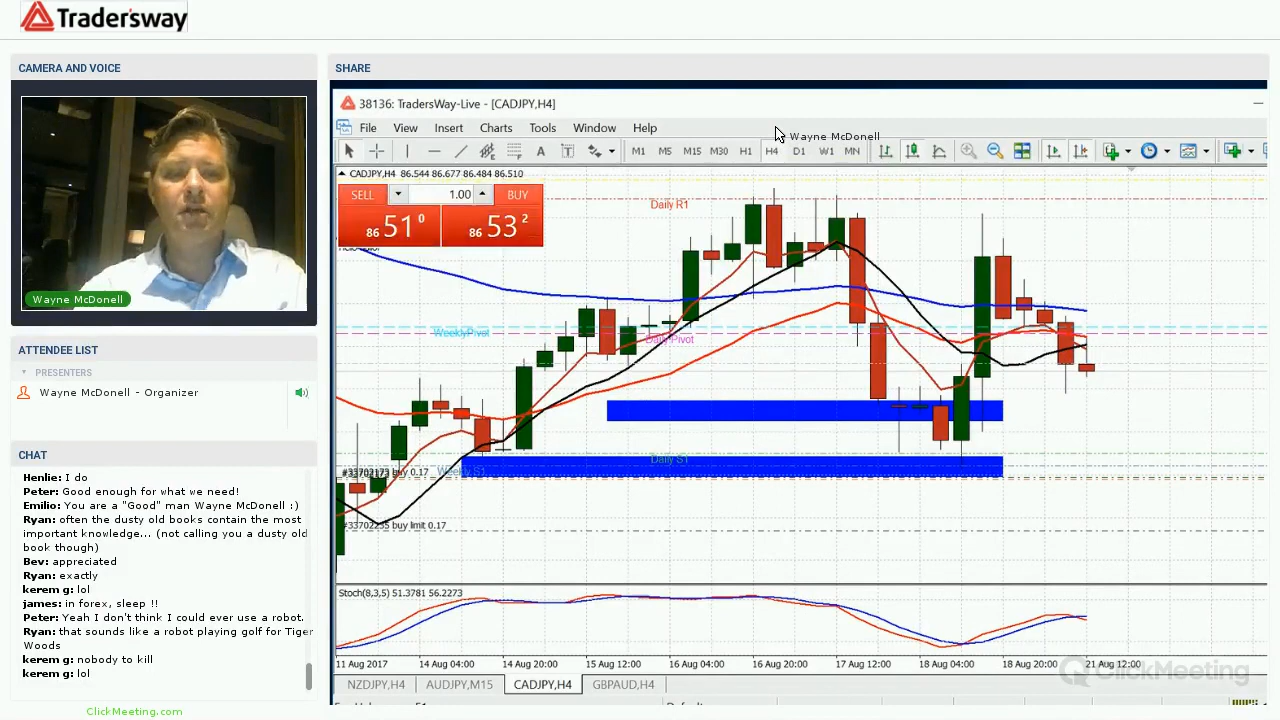 Tradersway
CAMERA AND VOICE
Wayne McDonell
ATTENDEE LIST
PRESENTERS
Wayne McDonell - Organizer
CHAT
Henlie: I do
Peter: Good enough for what we need!
Emilio: You are a "Good" man Wayne McDonell :)
Ryan: often the dusty old books contain the most
important knowledge... (not calling you a dusty old
book though)
Bev: appreciated
Ryan: exactly
kerem g: lol
james: in forex, sleep !!
Peter: Yeah I don't think I could ever use a robot.
Ryan: that sounds like a robot playing golf for Tiger
Woods
kerem g: nobody to kill
kerem g: lol
ClickMeeting.com
SHARE
38136: TradersWay-Live - [CADJPY,H4]
File View Insert Charts Tools Window Help
Wayne McDonell
A T M1 M5 M15 M30 H1 H4 D1 W1 MN
CADJPY,H4 86.544 86.677 86.484 86.510
SELL 1.00 BUY
86 51 0 86 53 2
Daily R1
WeeklyPivot
Daily Pivot
Daily S1
#33702173 buy 0.17
Weekly S1
#33702235 buy limit 0.17
Stoch(8,3,5) 51.3781 56.2273
11 Aug 2017 14 Aug 04:00 14 Aug 20:00 15 Aug 12:00 16 Aug 04:00 16 Aug 20:00 17 Aug 12:00 18 Aug 04:00 18 Aug 20:00 21 Aug 12:00
ClickMeeting
NZDJPY,H4 AUDJPY,M15 CADJPY,H4 GBPAUD,H4